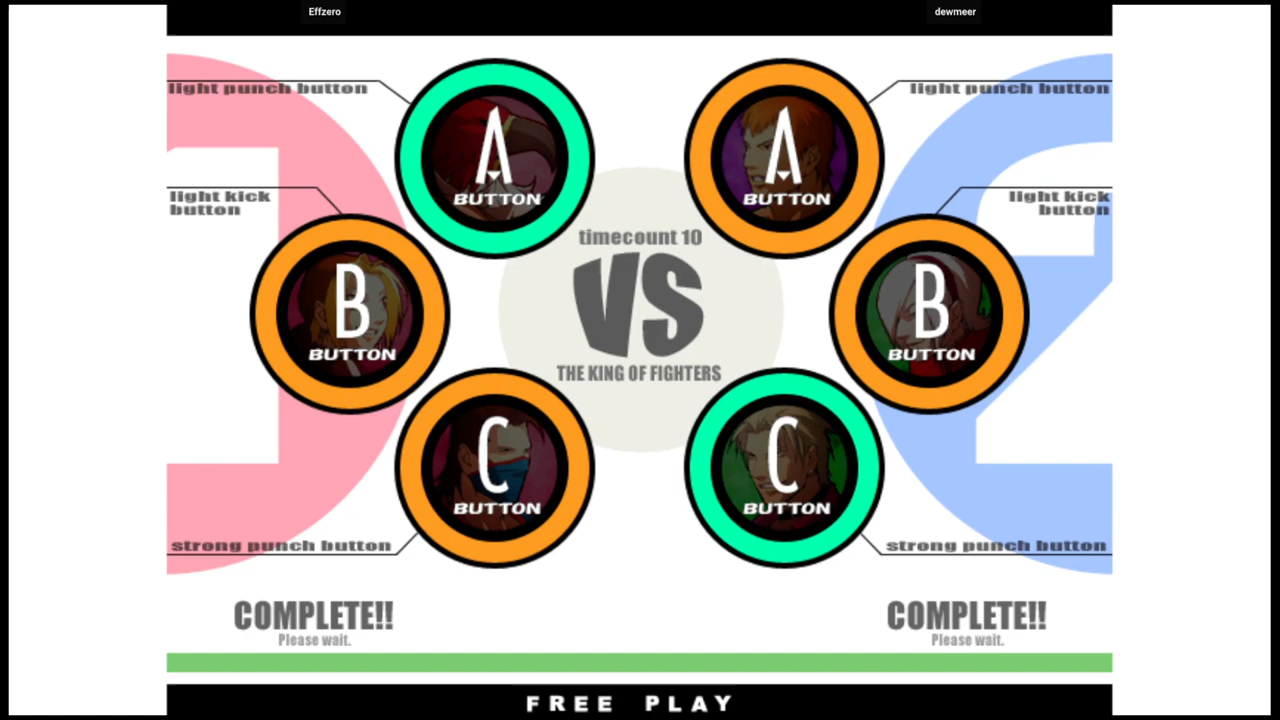 Effzero
dewmeer
light punch button
A
BUTTON
A
BUTTON
light punch button
light kick
button
B
BUTTON
timecount 10
VS
THE KING OF FIGHTERS
light kick
button
B
BUTTON
C
BUTTON
C
BUTTON
strong punch button
strong punch button
COMPLETE!!
Please wait.
COMPLETE!!
Please wait.
FREE PLAY